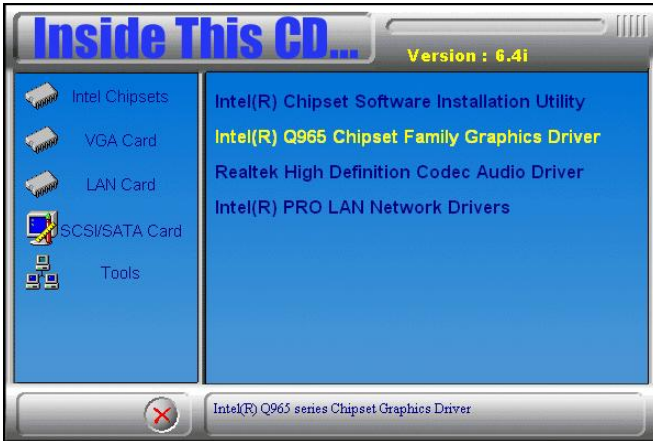 Inside This CD...
Version : 6.4i
Intel Chipsets
VGA Card
LAN Card
SCSI/SATA Card
Tools
Intel(R) Chipset Software Installation Utility
Intel(R) Q965 Chipset Family Graphics Driver
Realtek High Definition Codec Audio Driver
Intel(R) PRO LAN Network Drivers
Intel(R) Q965 series Chipset Graphics Driver